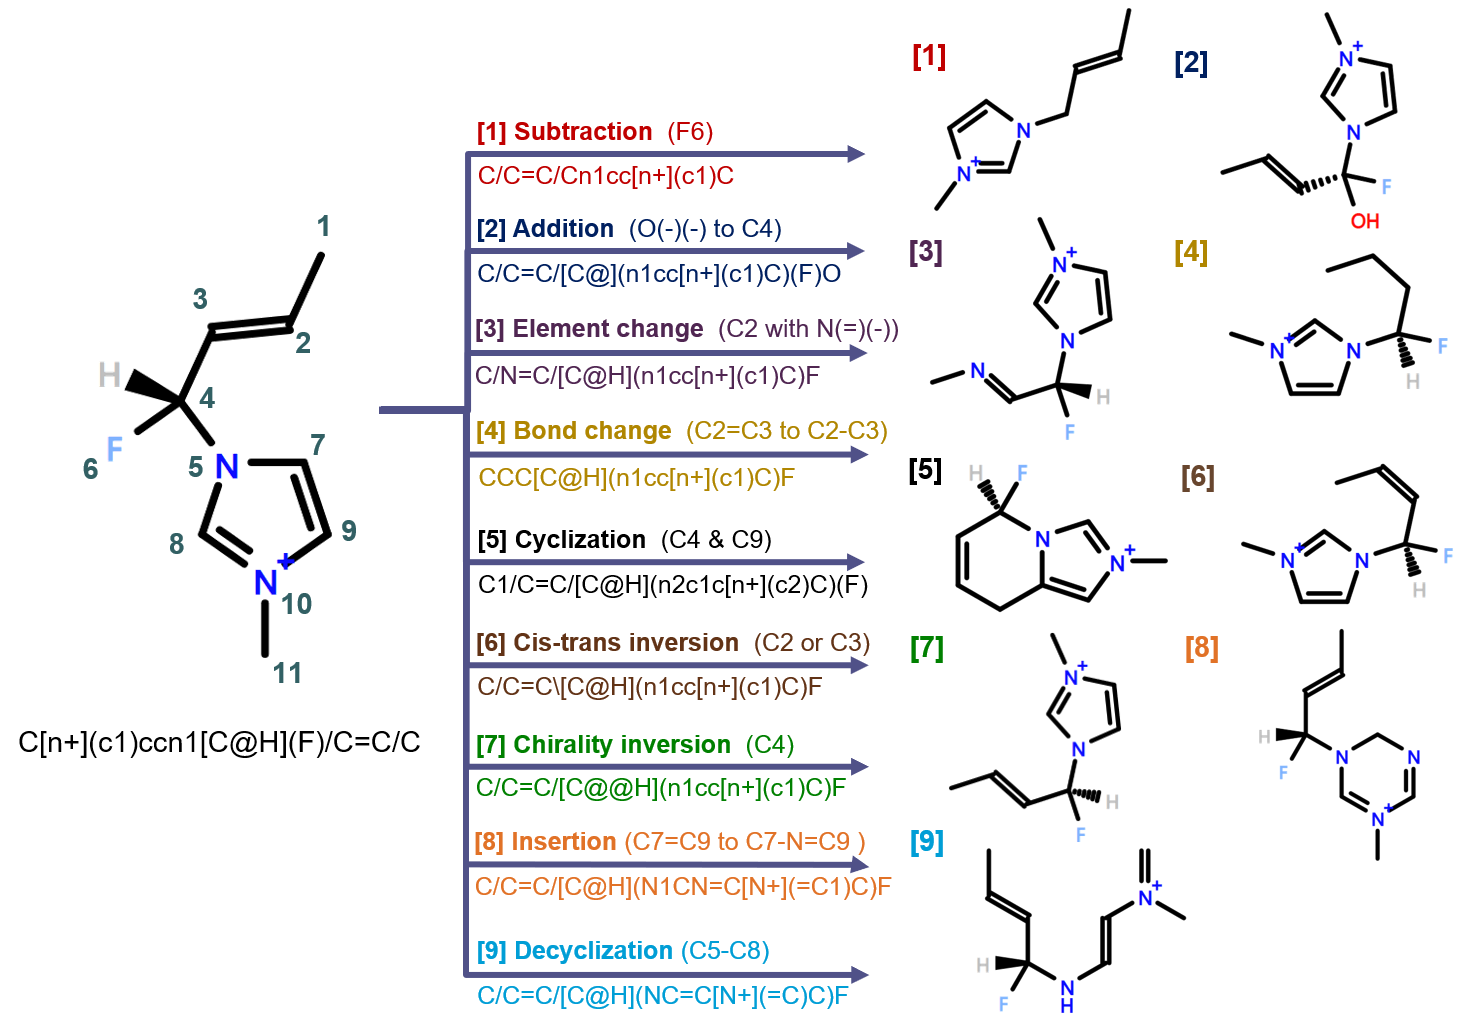 1
3
2
H
4
F
6
5
N
7
8
9
N+
10
11
C[n+](c1)ccn1[C@H](F)/C=C/C
[1] Subtraction (F6)
C/C=C/Cn1cc[n+](c1)C
[2] Addition (O(-)(-) to C4)
C/C=C/[C@](n1cc[n+](c1)C)(F)O
[3] Element change (C2 with N(=)(-))
C/N=C/[C@H](n1cc[n+](c1)C)F
[4] Bond change (C2=C3 to C2-C3)
CCC[C@H](n1cc[n+](c1)C)F
[5] Cyclization (C4 & C9)
C1/C=C/[C@H](n2c1c[n+](c2)C)(F)
[6] Cis-trans inversion (C2 or C3)
C/C=C\[C@H](n1cc[n+](c1)C)F
[7] Chirality inversion (C4)
C/C=C/[C@@H](n1cc[n+](c1)C)F
[8] Insertion (C7=C9 to C7-N=C9 )
C/C=C/[C@H](N1CN=C[N+](=C1)C)F
[9] Decyclization (C5-C8)
C/C=C/[C@H](NC=C[N+](=C)C)F
[1]
N
N+
[2]
N+
N
F
OH
[3]
N+
N
N
H
F
[4]
N+
N
F
H
[5]
H
F
N
N+
[6]
N+
N
F
H
[7]
N+
N
H
F
[8]
H
F
N
N
N+
[9]
N+
H
F
N
H